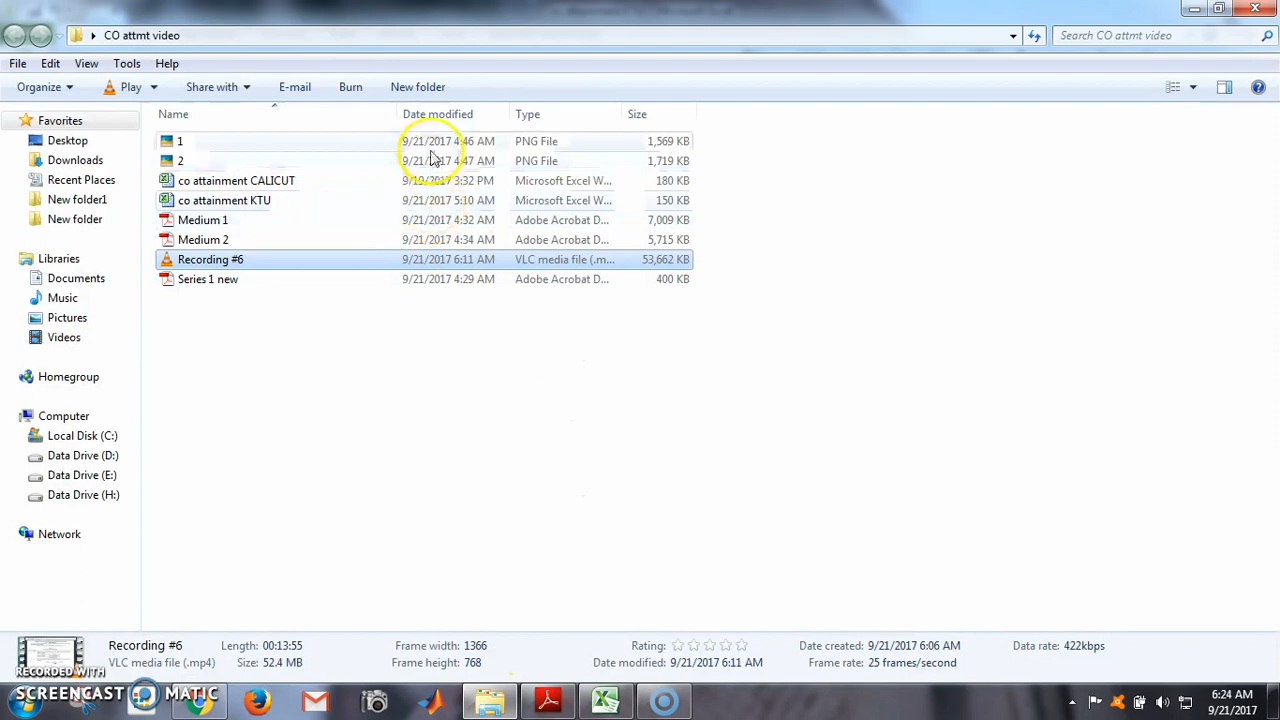 CO attmt video
Search CO attmt video
File Edit View Tools Help
Organize Play Share with E-mail Burn New folder
Name Date modified Type Size
Favorites
Desktop
Downloads
Recent Places
New folder1
New folder
Libraries
Documents
Music
Pictures
Videos
Homegroup
Computer
Local Disk (C:)
Data Drive (D:)
Data Drive (E:)
Data Drive (H:)
Network
1 9/21/2017 4:46 AM PNG File 1,569 KB
2 9/21/2017 4:47 AM PNG File 1,719 KB
co attainment CALICUT 9/19/2017 3:32 PM Microsoft Excel W... 180 KB
co attainment KTU 9/21/2017 5:10 AM Microsoft Excel W... 150 KB
Medium 1 9/21/2017 4:32 AM Adobe Acrobat D... 7,009 KB
Medium 2 9/21/2017 4:34 AM Adobe Acrobat D... 5,715 KB
Recording #6 9/21/2017 6:11 AM VLC media file (.m... 53,662 KB
Series 1 new 9/21/2017 4:29 AM Adobe Acrobat D... 400 KB
Recording #6 Length: 00:13:55 Frame width: 1366 Rating: Date created: 9/21/2017 6:06 AM Data rate: 422kbps
VLC media file (.mp4) Size: 52.4 MB Frame height: 768 Date modified: 9/21/2017 6:11 AM Frame rate: 25 frames/second
RECORDED WITH
SCREENCAST MATIC
6:24 AM
9/21/2017